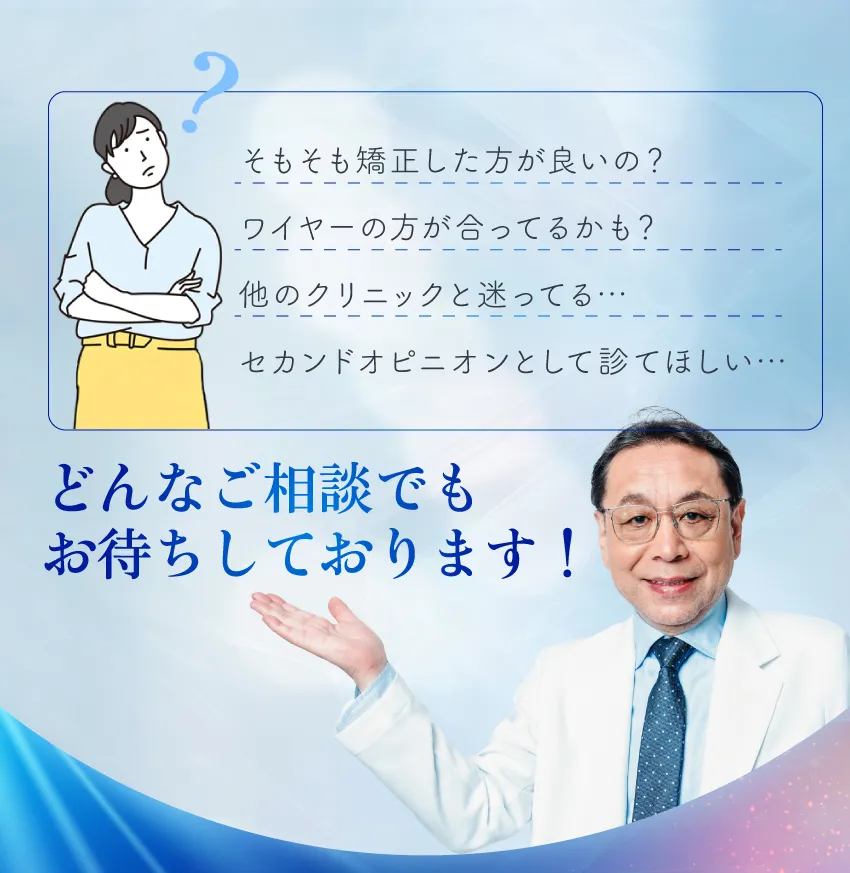 ?
そもそも矯正した方が良いの？
ワイヤーの方が合ってるかも？
他のクリニックと迷ってる…
セカンドオピニオンとして診てほしい…
どんなご相談でも
お待ちしております！